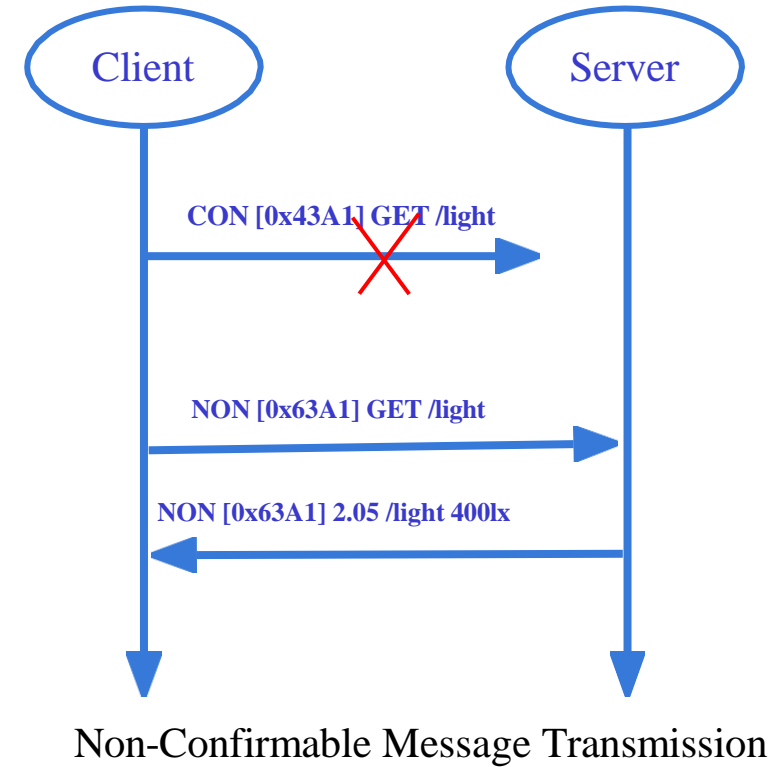 Client
Server
CON [0x43A1] GET /light
NON [0x63A1] GET /light
NON [0x63A1] 2.05 /light 400lx
Non-Confirmable Message Transmission